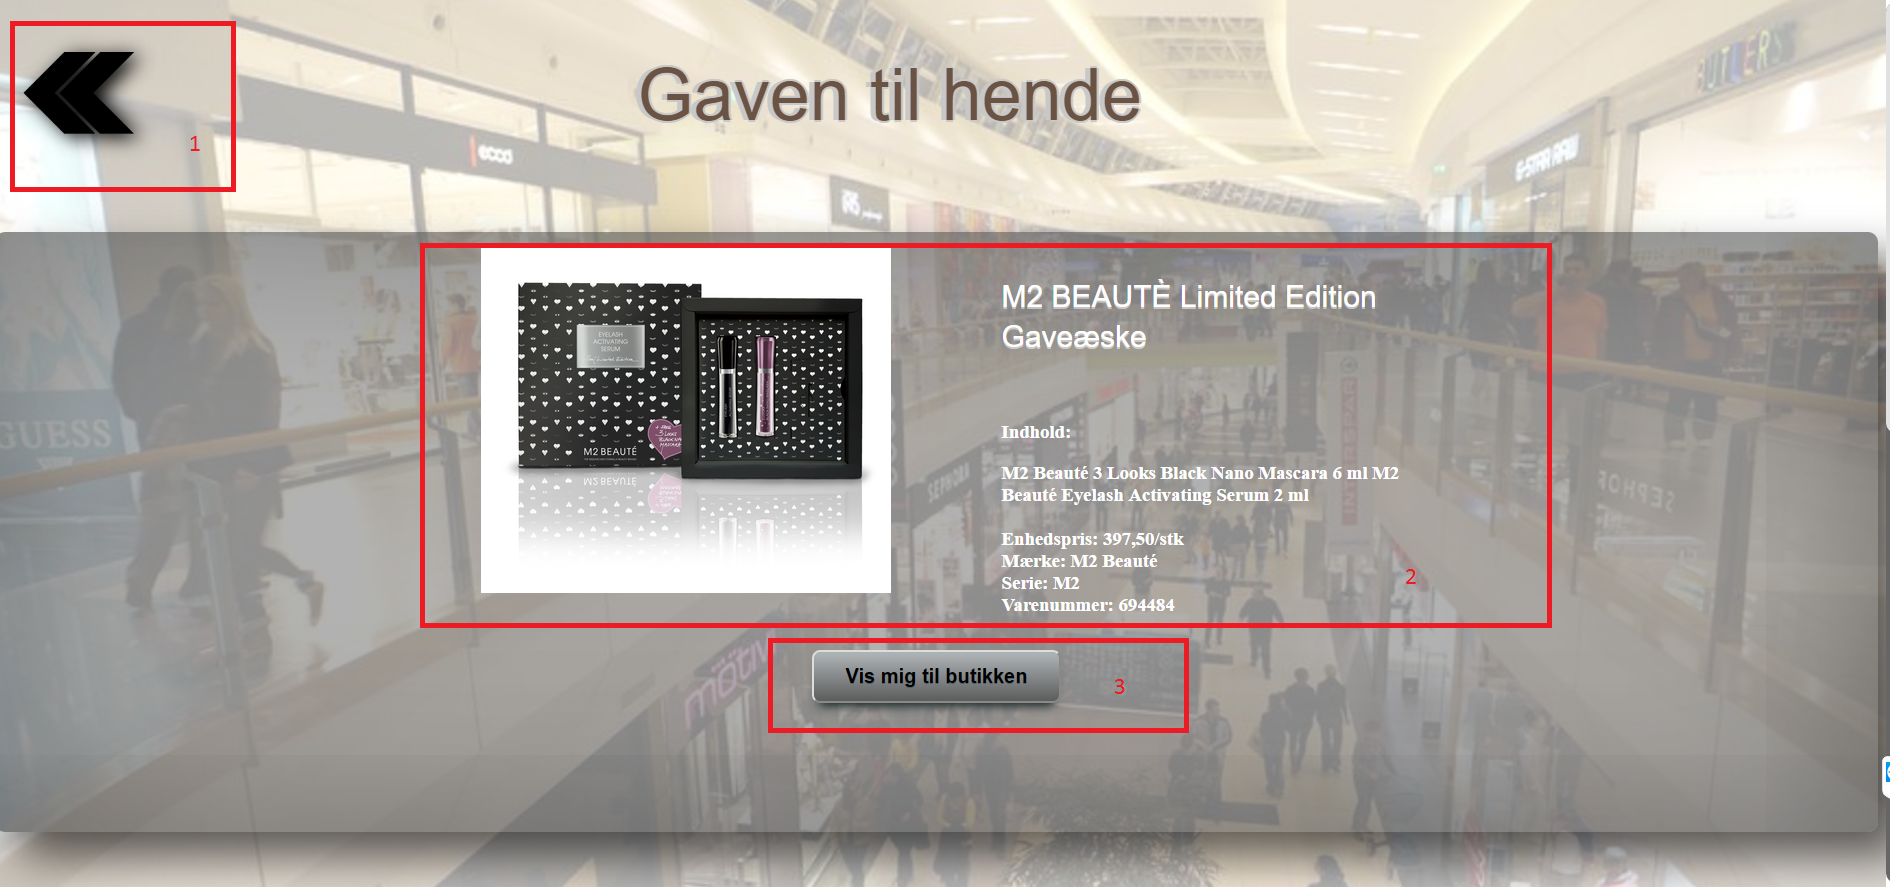 BUTLERS
Gaven til hende
1
ecco
G-STAR RAW
M2 BEAUTÈ Limited Edition
Gaveæske
EYELASH
ACTIVATING
SERUM
M2 BEAUTÉ
GUESS
Indhold:
M2 Beauté 3 Looks Black Nano Mascara 6 ml M2
Beauté Eyelash Activating Serum 2 ml
SEPHORA
Enhedspris: 397,50/stk
Mærke: M2 Beauté
Serie: M2
Varenummer: 694484
2
Vis mig til butikken
3